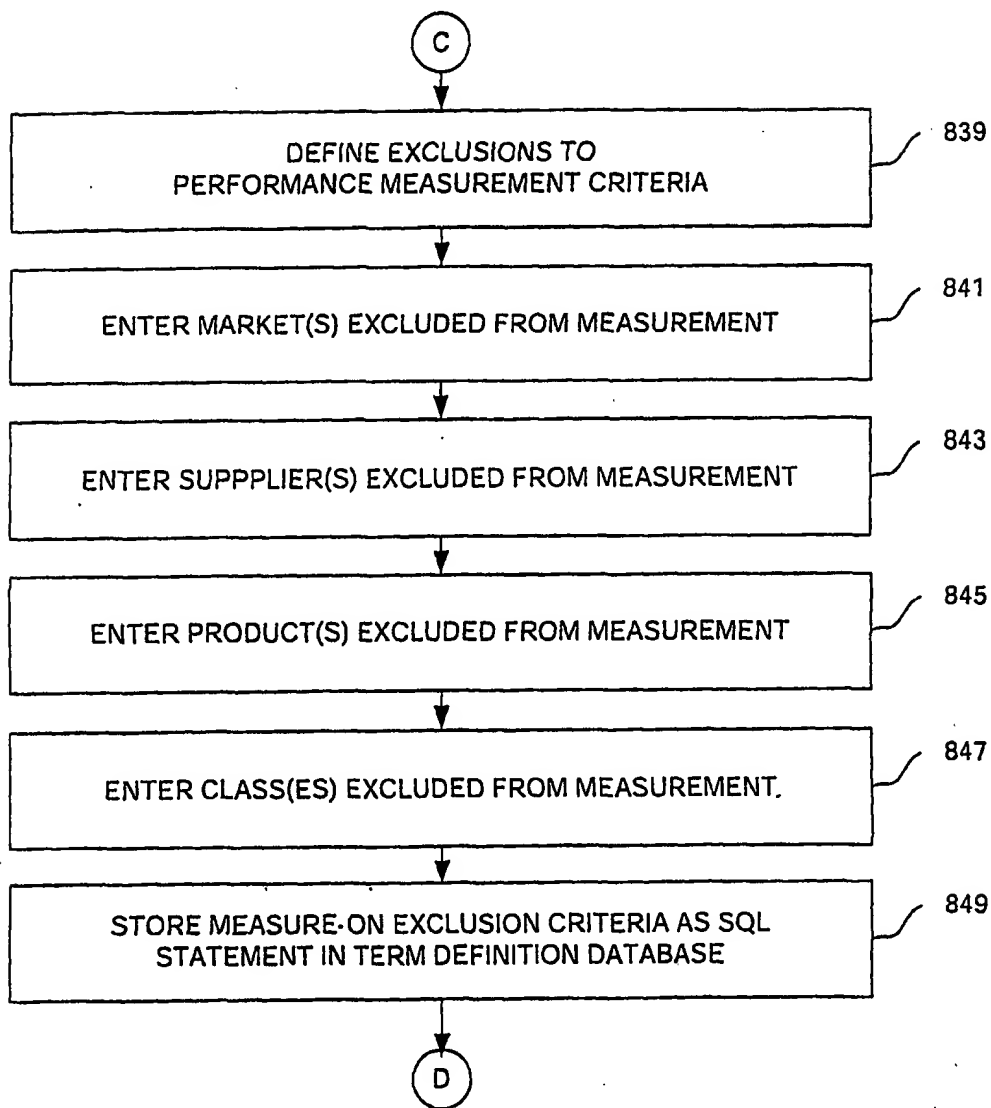 C
DEFINE EXCLUSIONS TO
PERFORMANCE MEASUREMENT CRITERIA
839
ENTER MARKET(S) EXCLUDED FROM MEASUREMENT
841
ENTER SUPPPLIER(S) EXCLUDED FROM MEASUREMENT
843
ENTER PRODUCT(S) EXCLUDED FROM MEASUREMENT
845
ENTER CLASS(ES) EXCLUDED FROM MEASUREMENT.
847
STORE MEASURE-ON EXCLUSION CRITERIA AS SQL
STATEMENT IN TERM DEFINITION DATABASE
849
D